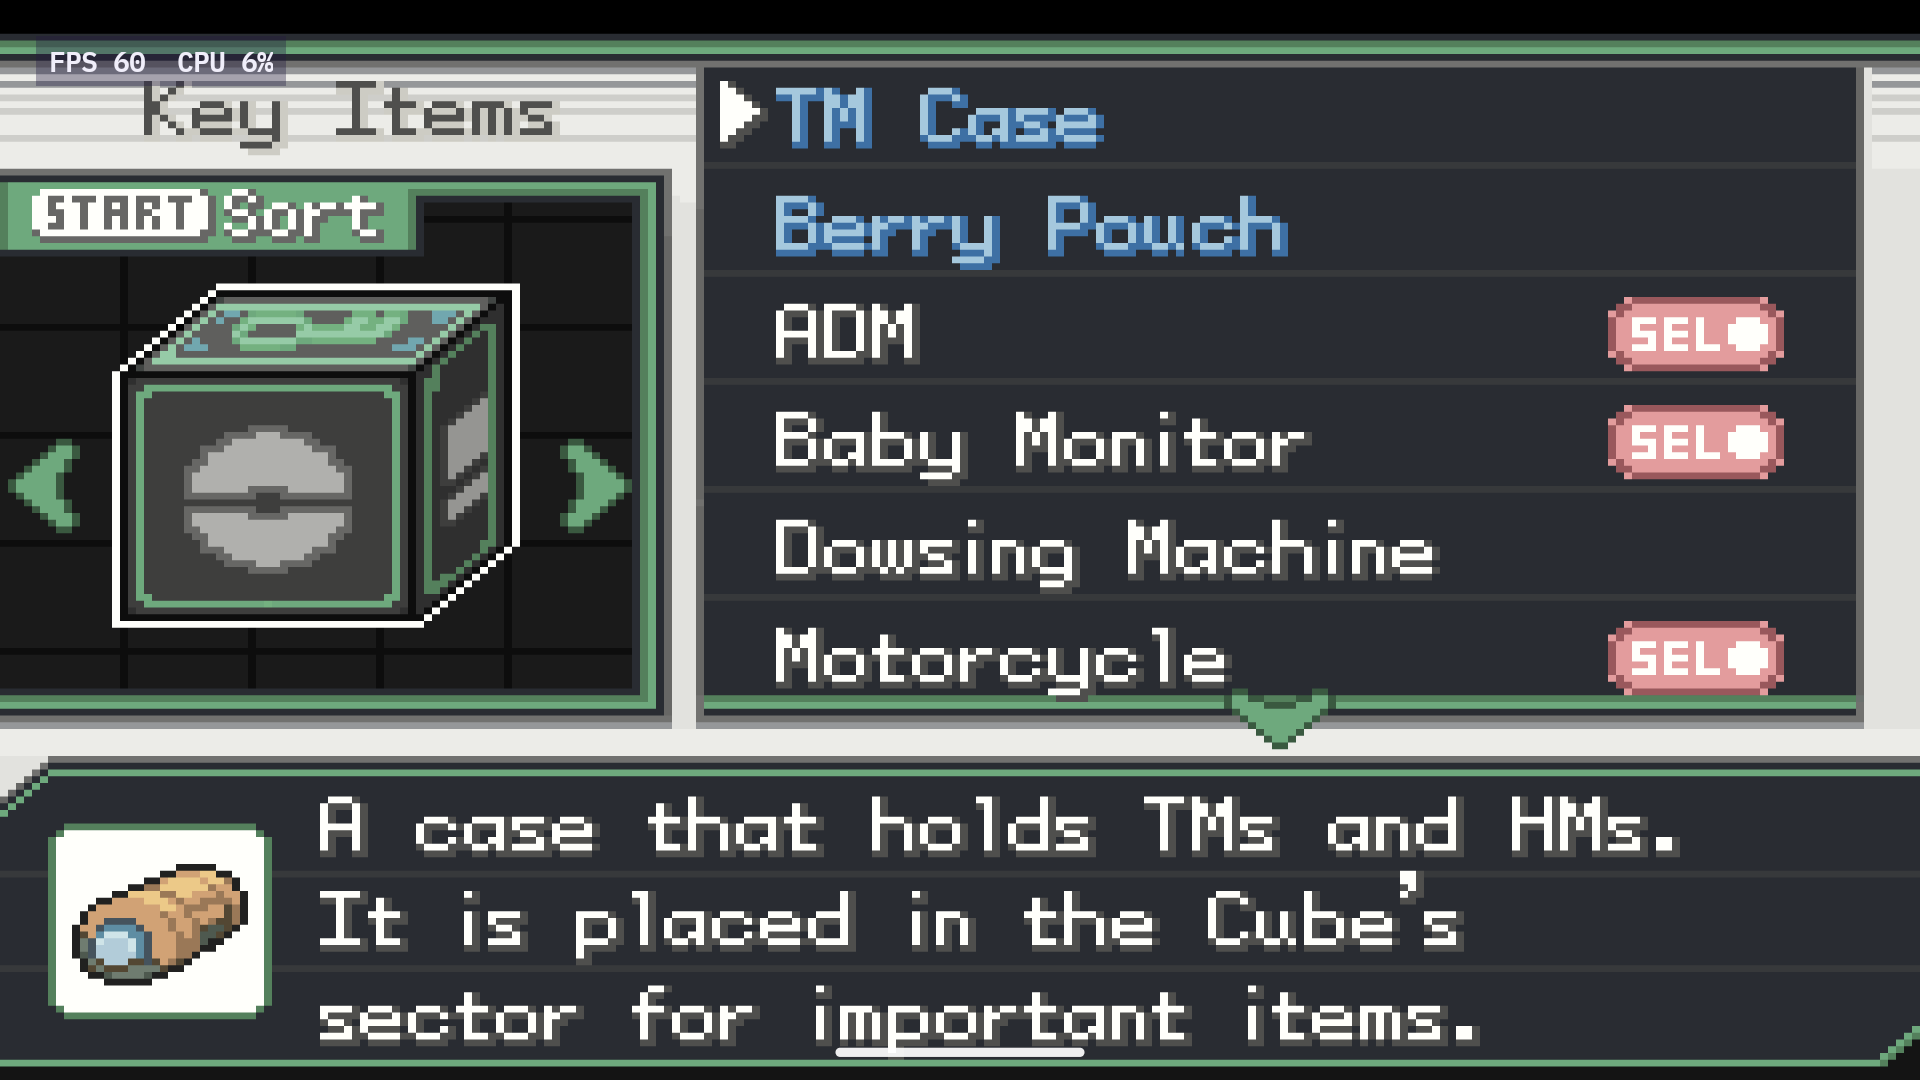 FPS 60 CPU 6%
Key Items
START Sort
TM Case
Berry Pouch
ADM SEL
Baby Monitor SEL
Dowsing Machine
Motorcycle SEL
A case that holds TMs and HMs.
It is placed in the Cube's
sector for important items.